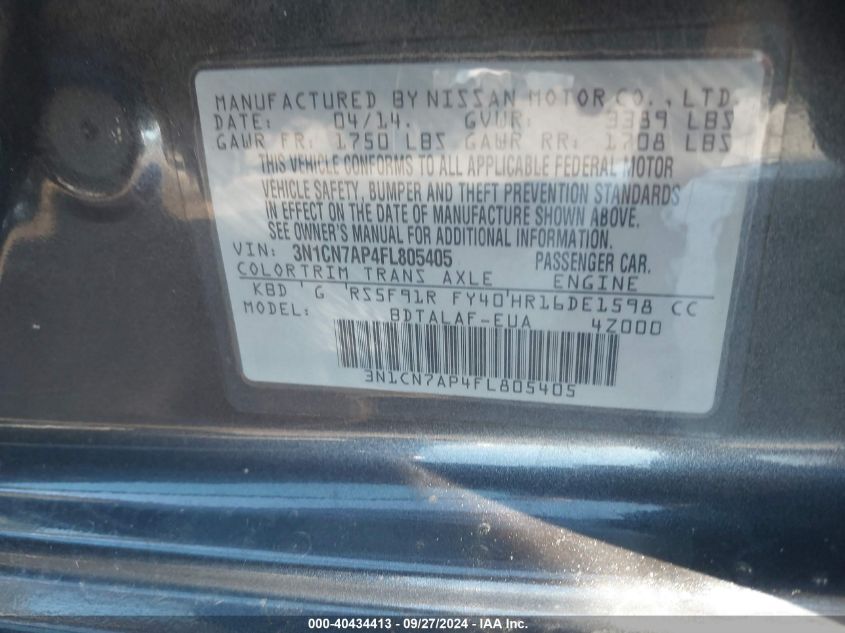 MANUFACTURED BY NISSAN MOTOR CO., LTD.
DATE: 04/14. GVWR: 3389 LBS
GAWR FR: 1750 LBS GAWR RR: 1708 LBS
THIS VEHICLE CONFORMS TO ALL APPLICABLE FEDERAL MOTOR
VEHICLE SAFETY, BUMPER AND THEFT PREVENTION STANDARDS
IN EFFECT ON THE DATE OF MANUFACTURE SHOWN ABOVE.
SEE OWNER'S MANUAL FOR ADDITIONAL INFORMATION.
VIN: 3N1CN7AP4FL805405 PASSENGER CAR.
COLOR TRIM TRANS AXLE ENGINE
KBD ' G ' RS5F91R FY40'HR16DE1598 CC
MODEL: BDTALAF-EUA 4Z000
3N1CN7AP4FL805405
000-40434413 - 09/27/2024 - IAA Inc.